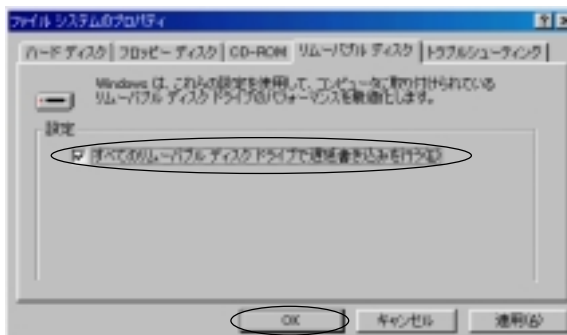 ファイル システムのプロパティ
ハード ディスク フロッピー ディスク CD-ROM リムーバブル ディスク トラブルシューティング
Windows は、これらの設定を使用して、コンピュータに取り付けられている
リムーバブル ディスク ドライブのパフォーマンスを最適化します。
設定
すべてのリムーバブル ディスク ドライブで遅延書き込みを行う(E)
OK キャンセル 適用(A)